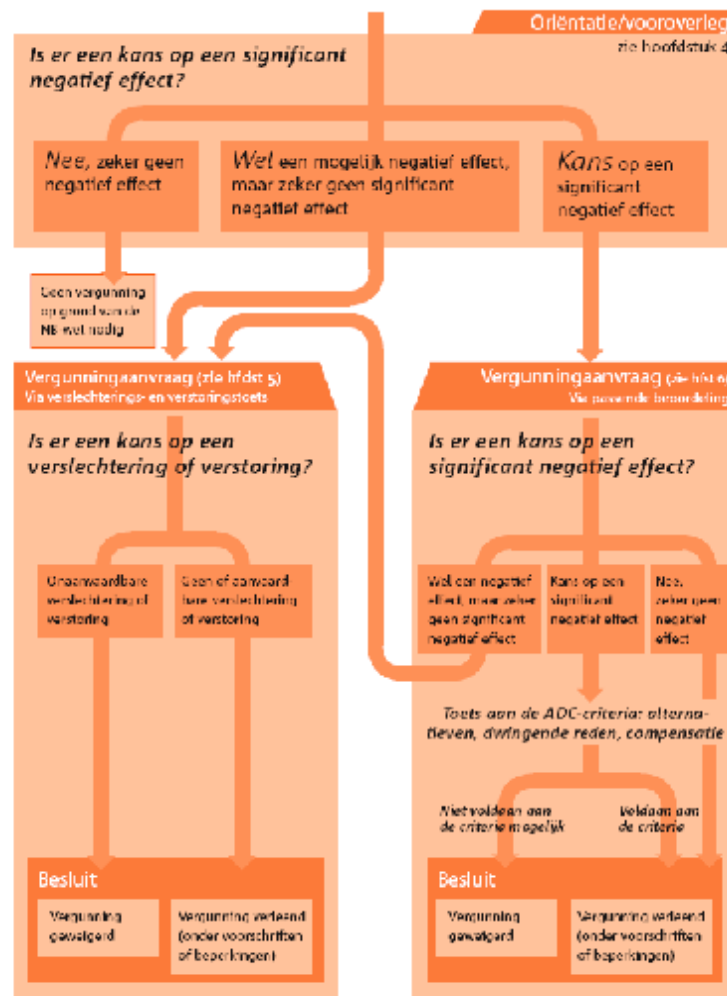 Oriëntatie/vooroverleg
zie hoofdstuk 4
Is er een kans op een significant
negatief effect?
Nee, zeker geen
negatief effect
Wel een mogelijk negatief effect,
maar zeker geen significant
negatief effect
Kans op een
significant
negatief effect
Geen vergunning
op grond van de
NB-wet nodig
Vergunningaanvraag (zie hfdst 5)
Via verslechterings- en verstoringstoets
Is er een kans op een
verslechtering of verstoring?
Onaanvaardbare
verslechtering of
verstoring
Geen of aanvaard
bare verslechtering
of verstoring
Besluit
Vergunning
geweigerd
Vergunning verleend
(onder voorschriften
of beperkingen)
Vergunningaanvraag (zie hfst 6)
Via passende beoordeling
Is er een kans op een
significant negatief effect?
Wel een negatief
effect, maar zeker
geen significant
negatief effect
Kans op een
significant
negatief effect
Nee,
zeker geen
negatief
effect
Toets aan de ADC-criteria: alterna-
tieven, dwingende reden, compensatie
Niet voldaan aan
de criteria mogelijk
Voldaan aan
de criteria
Besluit
Vergunning
geweigerd
Vergunning verleend
(onder voorschriften
of beperkingen)